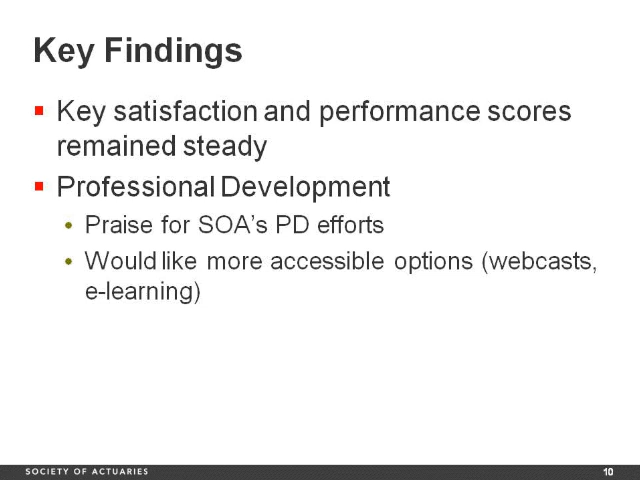 Key Findings
Key satisfaction and performance scores
remained steady
Professional Development
Praise for SOA's PD efforts
Would like more accessible options (webcasts,
e-learning)
SOCIETY OF ACTUARIES
10